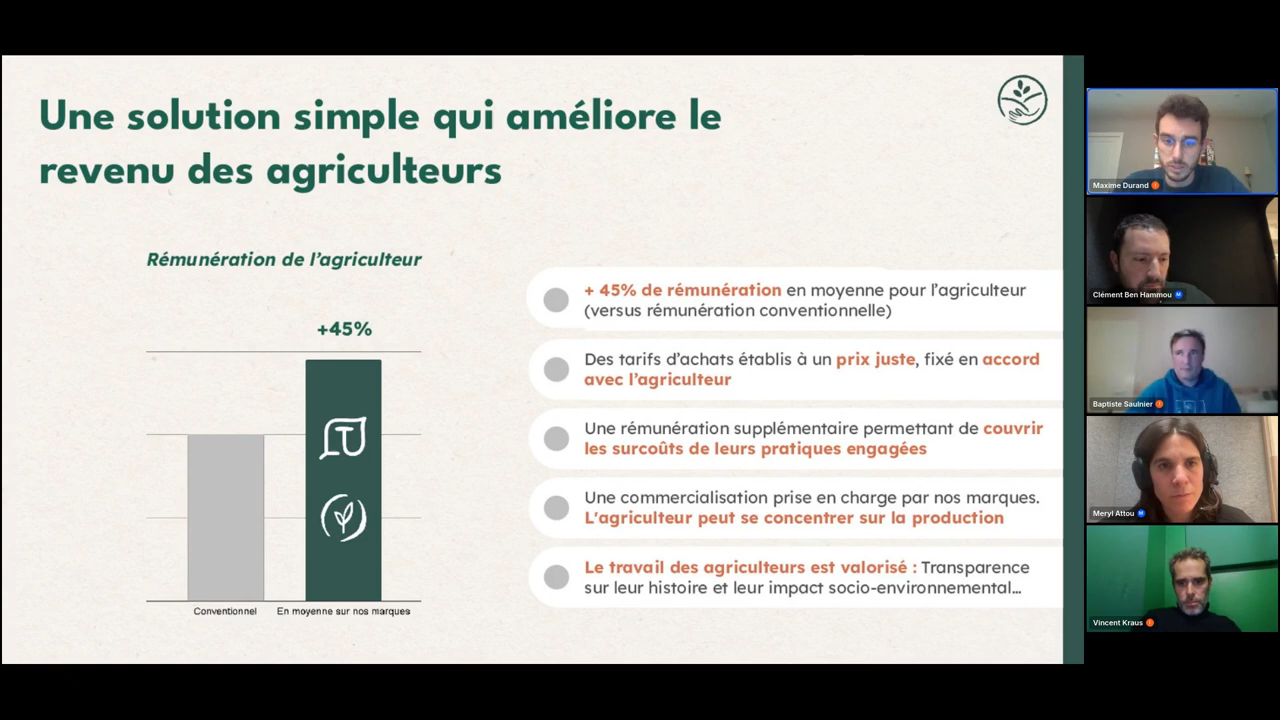 Une solution simple qui améliore le
revenu des agriculteurs
Rémunération de l’agriculteur
+45%
Conventionnel
En moyenne sur nos marques
+ 45% de rémunération en moyenne pour l’agriculteur
(versus rémunération conventionnelle)
Des tarifs d’achats établis à un prix juste, fixé en accord
avec l’agriculteur
Une rémunération supplémentaire permettant de couvrir
les surcoûts de leurs pratiques engagées
Une commercialisation prise en charge par nos marques.
L'agriculteur peut se concentrer sur la production
Le travail des agriculteurs est valorisé : Transparence
sur leur histoire et leur impact socio-environnemental…
Maxime Durand
Clément Ben Hammou
Baptiste Saulnier
Meryl Attou
Vincent Kraus